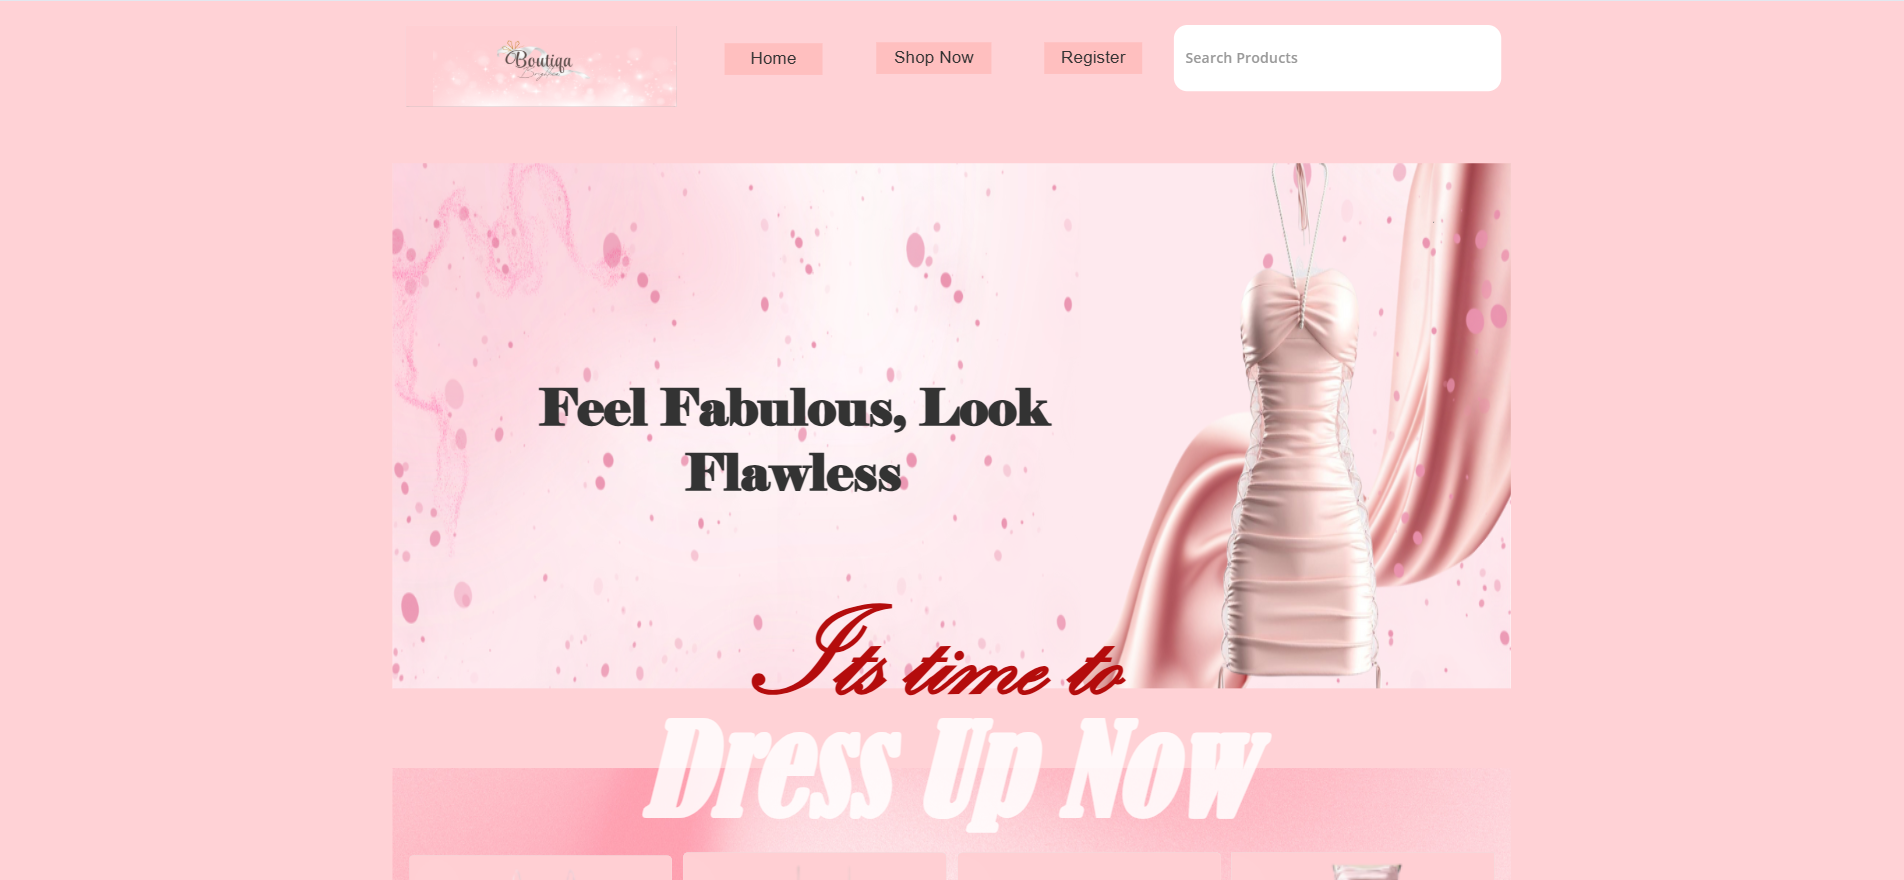 Boutiqa
Home
Shop Now
Register
Search Products
Feel Fabulous, Look
Flawless
Its time to
Dress Up Now